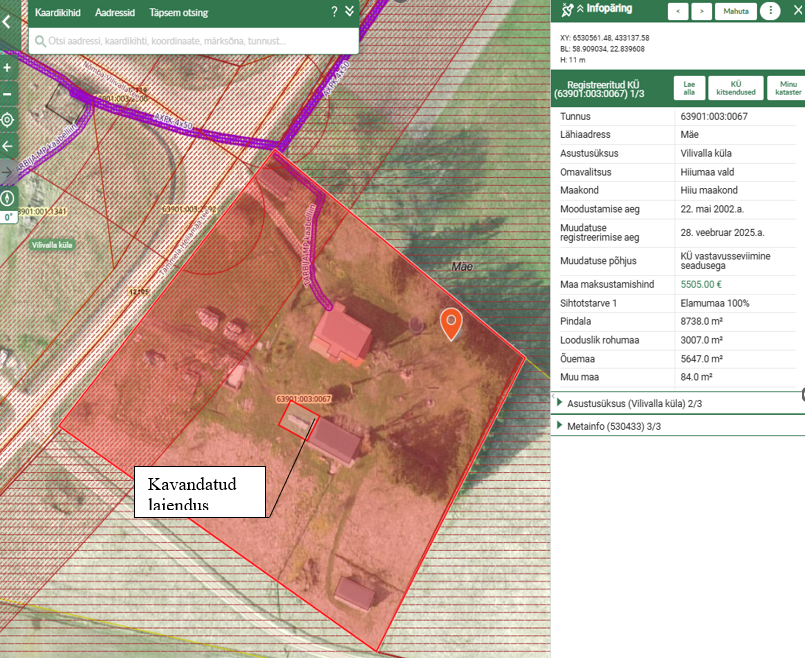 Kaardikihid Aadressid Täpsem otsing ?
Otsi aadressi, kaardikihti, koordinaate, märksõna, tunnust...
AXPK 4x50
AXPK 4x50
63901:001:1341
Vilivalla küla
12105
Mäe
63901:003:0067
Kavandatud
laiendus
0°
Infopäring
< > Mahuta
XY: 6530561.48, 433137.58
BL: 58.909034, 22.839608
H: 11 m
Registreeritud KÜ
(63901:003:0067) 1/3
Lae alla
KÜ kitsendused
Minu kataster
Tunnus 63901:003:0067
Lähiaadress Mäe
Asustusüksus Vilivalla küla
Omavalitsus Hiiumaa vald
Maakond Hiiu maakond
Moodustamise aeg 22. mai 2002.a.
Muudatuse
registreerimise aeg 28. veebruar 2025.a.
Muudatuse põhjus KÜ vastavusseviimine
seadusega
Maa maksustamishind 5505.00 €
Sihtotstarve 1 Elamumaa 100%
Pindala 8738.0 m²
Looduslik rohumaa 3007.0 m²
Õuemaa 5647.0 m²
Muu maa 84.0 m²
Asustusüksus (Vilivalla küla) 2/3
Metainfo (530433) 3/3